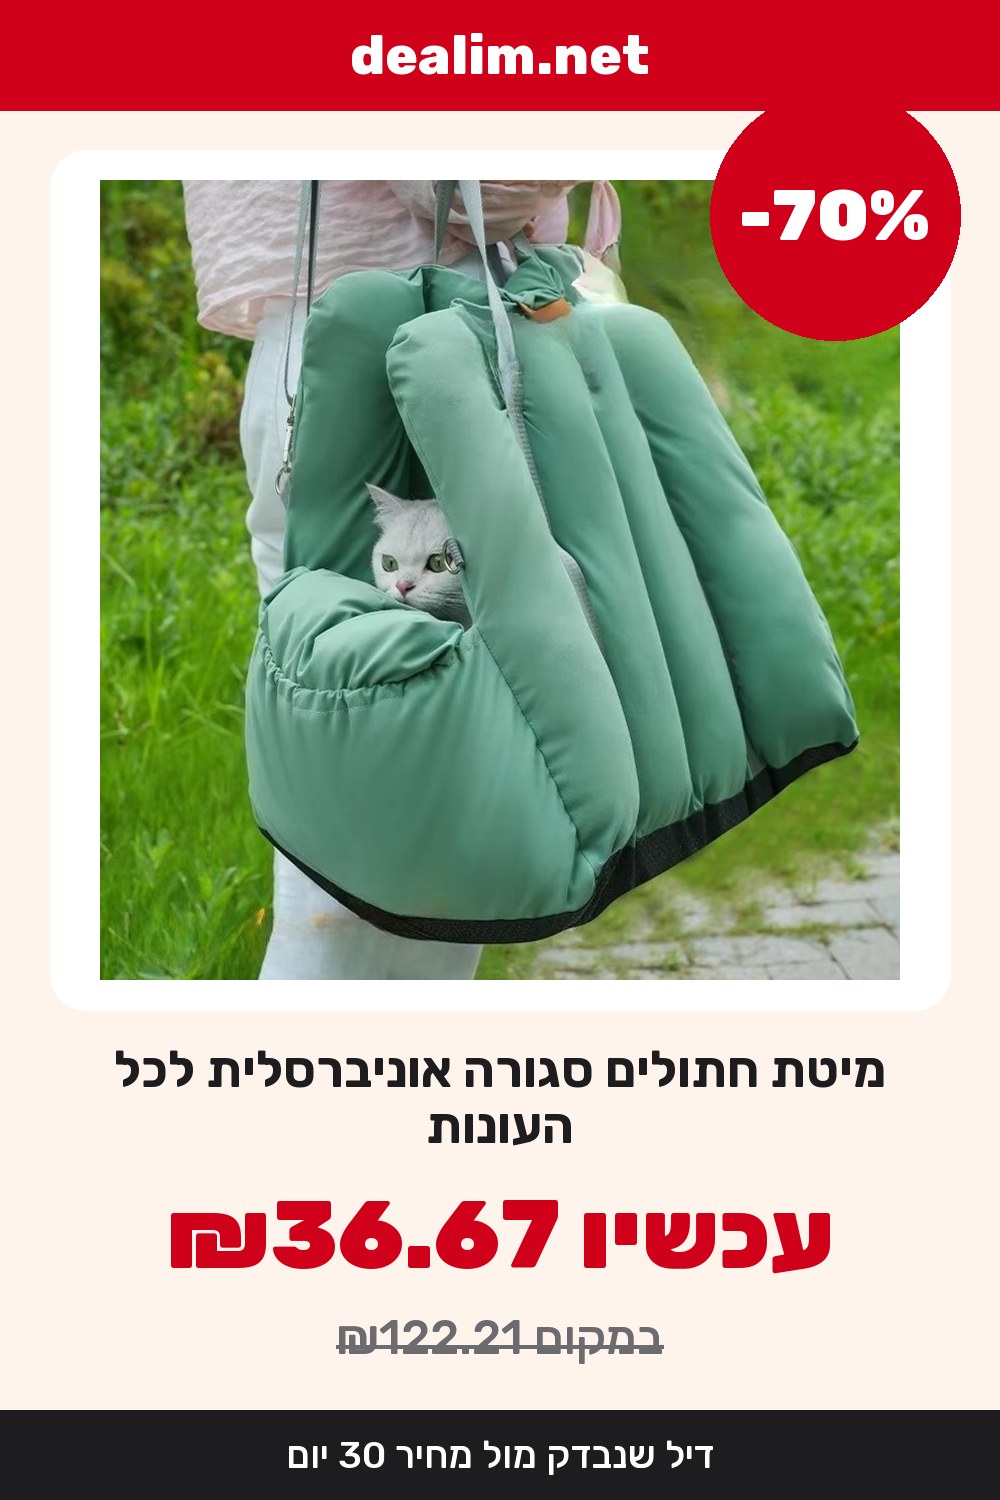 dealim.net
-70%
מיטת חתולים סגורה אוניברסלית לכל
העונות
עכשיו ₪36.67
במקום ₪122.21
דיל שנבדק מול מחיר 30 יום